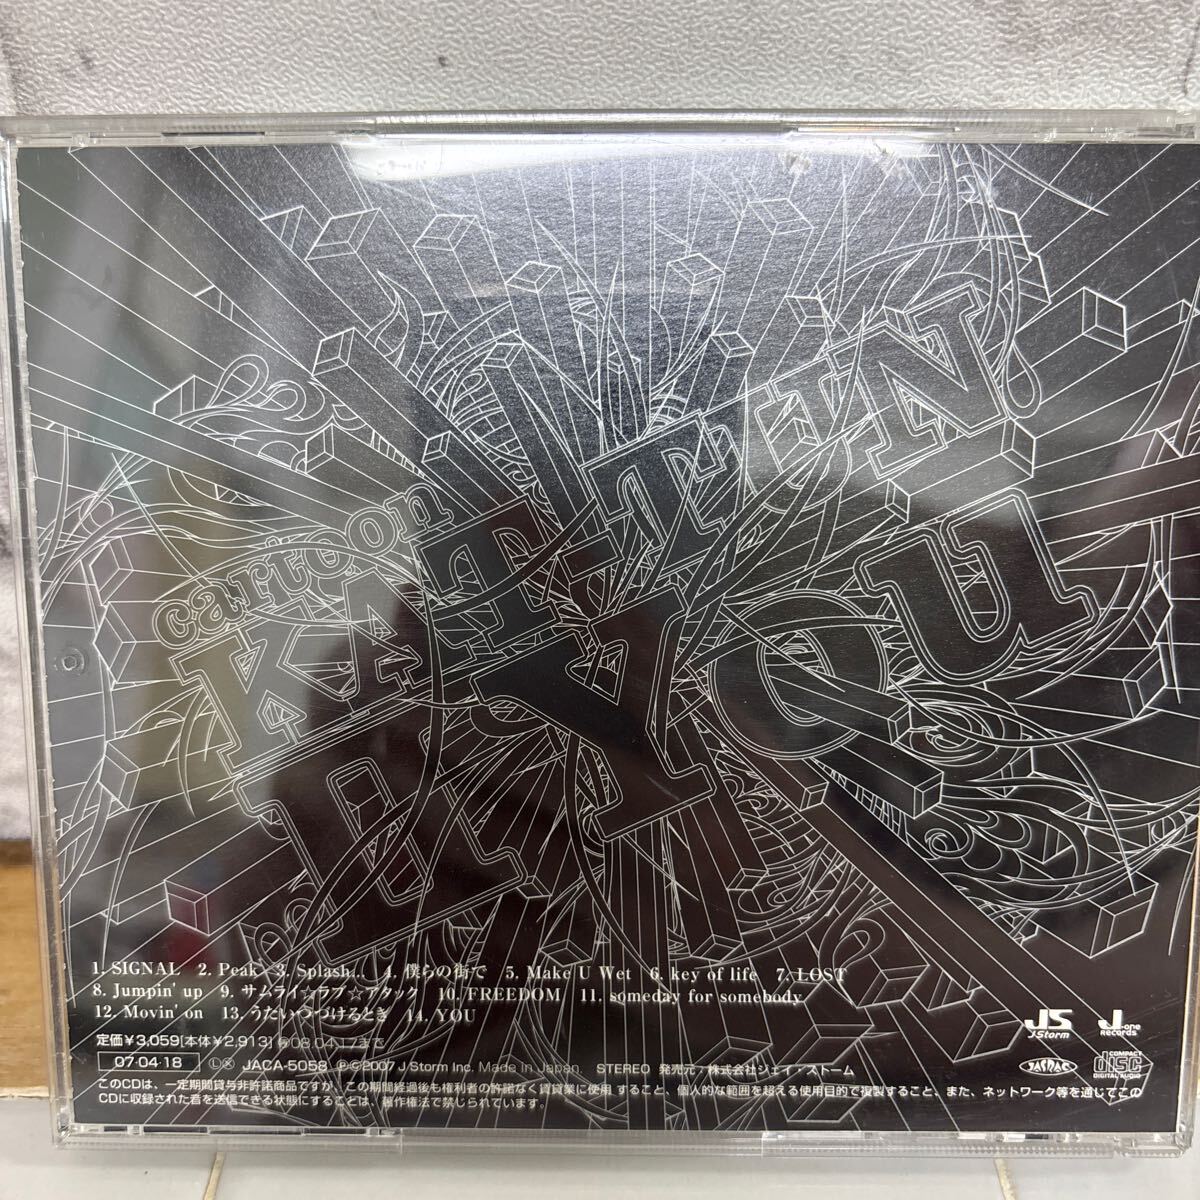 cartoon
KAT-TUN
II
YOU
1. SIGNAL 2. Peak 3. Splash... 4. 僕らの街で 5. Make U Wet 6. key of life 7. LOST
8. Jumpin' up 9. サムライ☆ラブ☆アタック 10. FREEDOM 11. someday for somebody
12. Movin' on 13. うたいつづけるとき 14. YOU
定価¥3,059[本体¥2,913] 08.04.17まで
07・04・18 Ⓛ Ⓧ JACA-5058 ℗©2007 J Storm Inc. Made in Japan. STEREO 発売元／株式会社ジェイ・ストーム
このCDは、一定期間貸与非許諾商品ですが、この期間経過後も権利者の許諾なく賃貸業に使用すること、個人的な範囲を超える使用目的で複製すること、また、ネットワーク等を通じてこの
CDに収録された音を送信できる状態にすることは、著作権法で禁じられています。
JS
J Storm
J-one
Records
JASRAC
COMPACT
disc
DIGITAL AUDIO